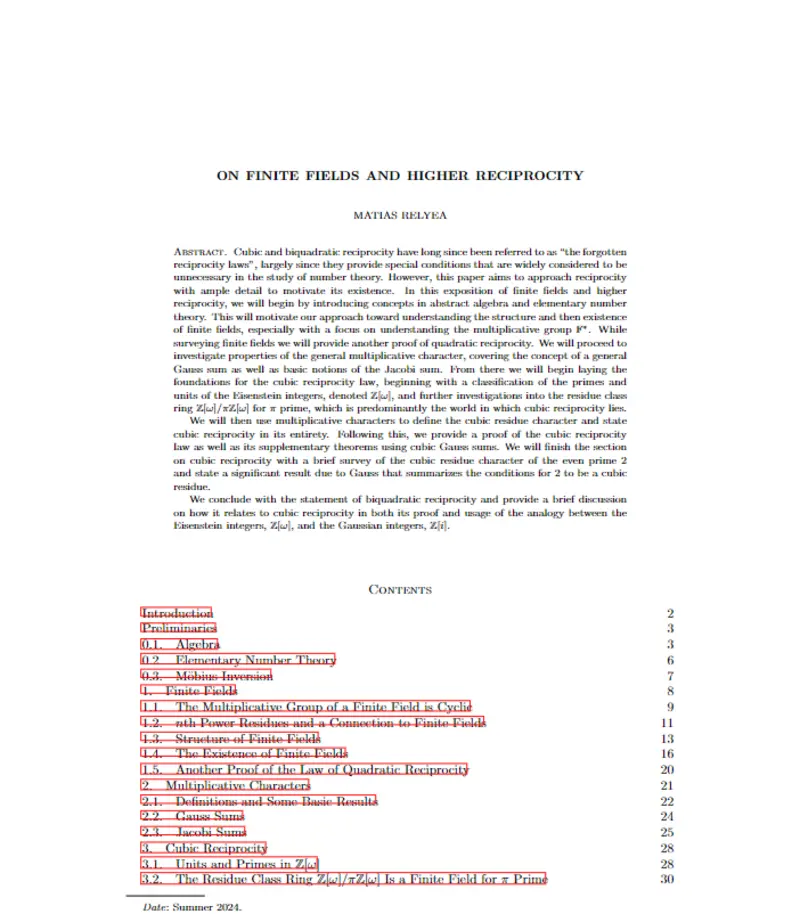 ON FINITE FIELDS AND HIGHER RECIPROCITY
MATIAS RELYEA
Abstract. Cubic and biquadratic reciprocity have long since been referred to as “the forgotten
reciprocity laws”, largely since they provide special conditions that are widely considered to be
unnecessary in the study of number theory. However, this paper aims to approach reciprocity
with ample detail to motivate its existence. In this exposition of finite fields and higher
reciprocity, we will begin by introducing concepts in abstract algebra and elementary number
theory. This will motivate our approach toward understanding the structure and then existence
of finite fields, especially with a focus on understanding the multiplicative group 𝔽*. While
surveying finite fields we will provide another proof of quadratic reciprocity. We will proceed to
investigate properties of the general multiplicative character, covering the concept of a general
Gauss sum as well as basic notions of the Jacobi sum. From there we will begin laying the
foundations for the cubic reciprocity law, beginning with a classification of the primes and
units of the Eisenstein integers, denoted ℤ[ω], and further investigations into the residue class
ring ℤ[ω]/πℤ[ω] for π prime, which is predominantly the world in which cubic reciprocity lies.
We will then use multiplicative characters to define the cubic residue character and state
cubic reciprocity in its entirety. Following this, we provide a proof of the cubic reciprocity
law as well as its supplementary theorems using cubic Gauss sums. We will finish the section
on cubic reciprocity with a brief survey of the cubic residue character of the even prime 2
and state a significant result due to Gauss that summarizes the conditions for 2 to be a cubic
residue.
We conclude with the statement of biquadratic reciprocity and provide a brief discussion
on how it relates to cubic reciprocity in both its proof and usage of the analogy between the
Eisenstein integers, ℤ[ω], and the Gaussian integers, ℤ[i].
Contents
Introduction 2
Preliminaries 3
0.1. Algebra 3
0.2. Elementary Number Theory 6
0.3. Möbius Inversion 7
1. Finite Fields 8
1.1. The Multiplicative Group of a Finite Field is Cyclic 9
1.2. nth Power Residues and a Connection to Finite Fields 11
1.3. Structure of Finite Fields 13
1.4. The Existence of Finite Fields 16
1.5. Another Proof of the Law of Quadratic Reciprocity 20
2. Multiplicative Characters 21
2.1. Definitions and Some Basic Results 22
2.2. Gauss Sums 24
2.3. Jacobi Sums 25
3. Cubic Reciprocity 28
3.1. Units and Primes in ℤ[ω] 28
3.2. The Residue Class Ring ℤ[ω]/πℤ[ω] Is a Finite Field for π Prime 30
Date: Summer 2024.